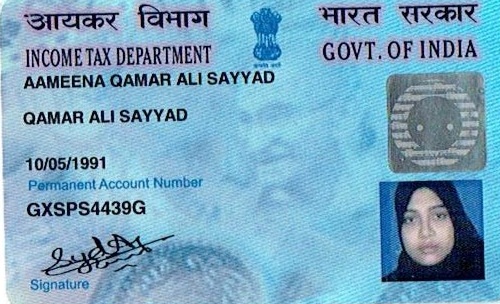 आयकर विभाग
भारत सरकार
INCOME TAX DEPARTMENT
GOVT. OF INDIA
AAMEENA QAMAR ALI SAYYAD
QAMAR ALI SAYYAD
10/05/1991
Permanent Account Number
GXSPS4439G
Signature